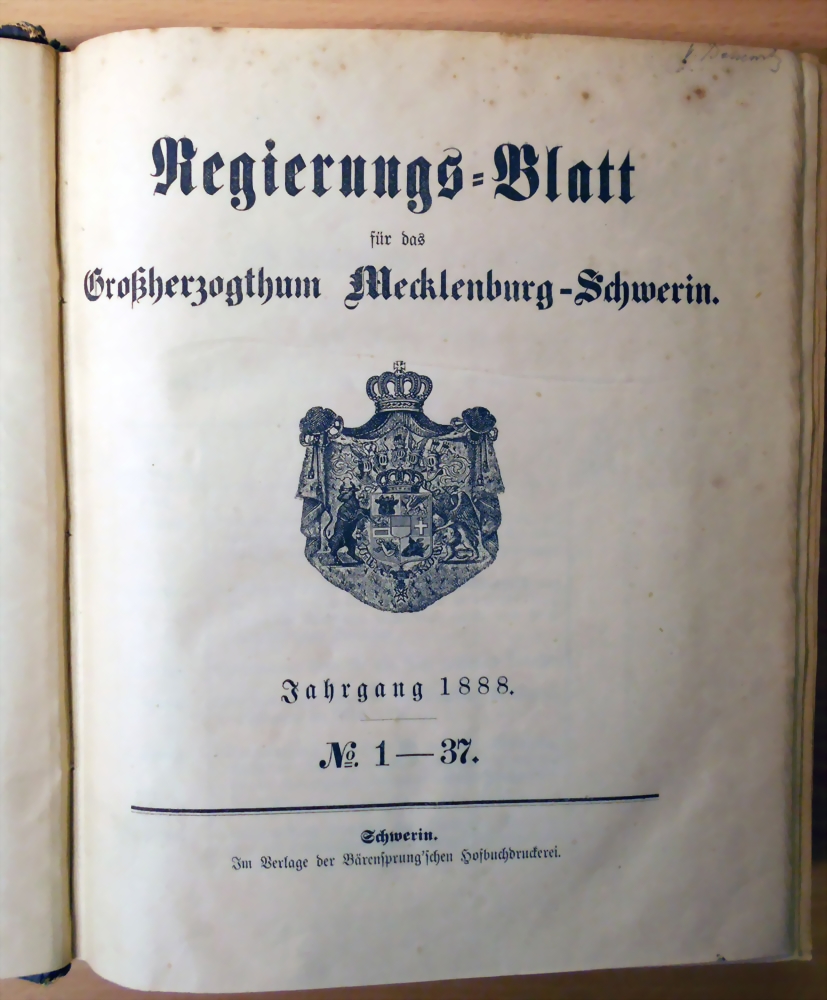 Regierungs=Blatt
für das
Großherzogthum Mecklenburg-Schwerin.
Jahrgang 1888.
No. 1—37.
Schwerin.
Im Verlage der Bärensprung'schen Hofbuchdruckerei.